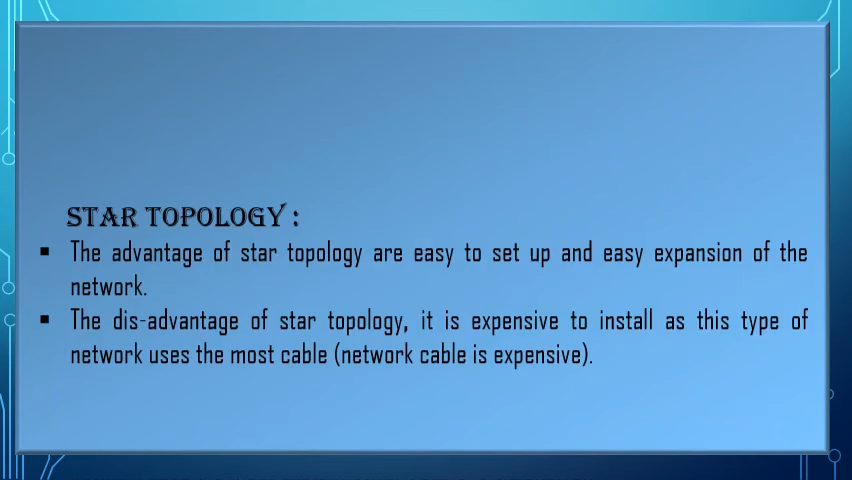 STAR TOPOLOGY :
▪ The advantage of star topology are easy to set up and easy expansion of the
network.
▪ The dis-advantage of star topology, it is expensive to install as this type of
network uses the most cable (network cable is expensive).